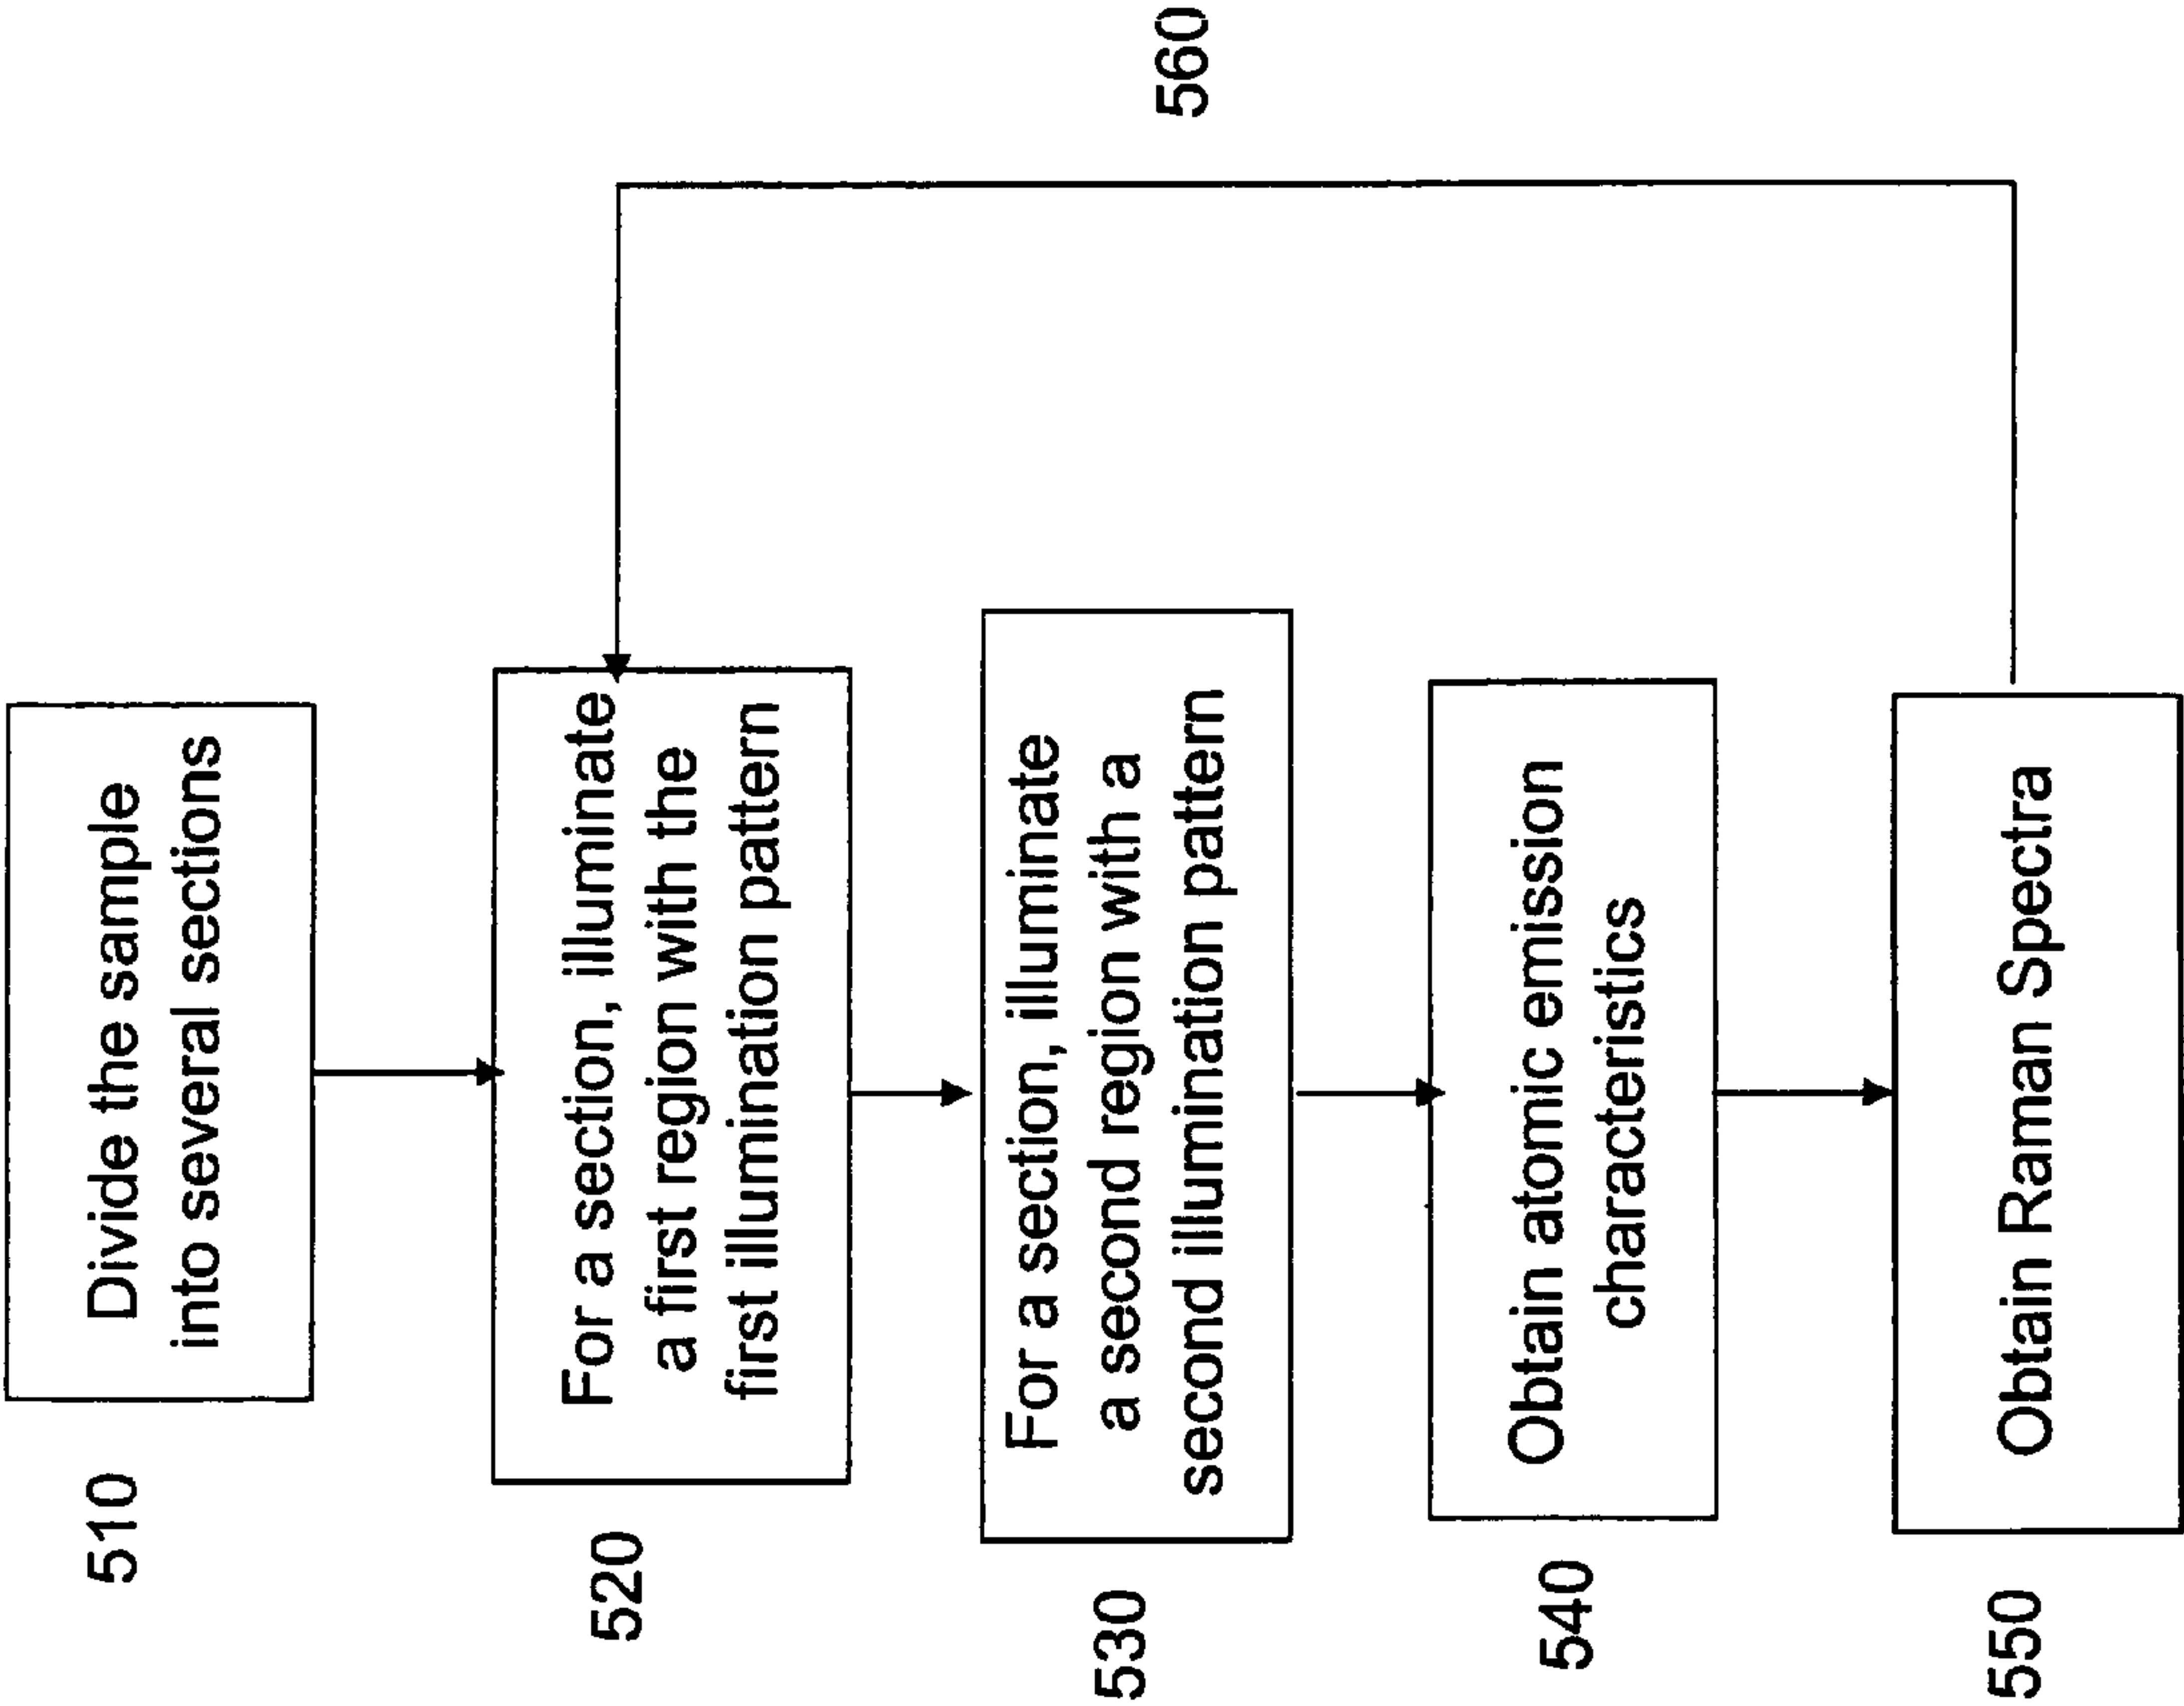 510
Divide the sample
into several sections
520
For a section, illuminate
a first region with the
first illumination pattern
530
For a section, illuminate
a second region with a
second illumination pattern
540
Obtain atomic emission
characteristics
550
Obtain Raman Spectra
560